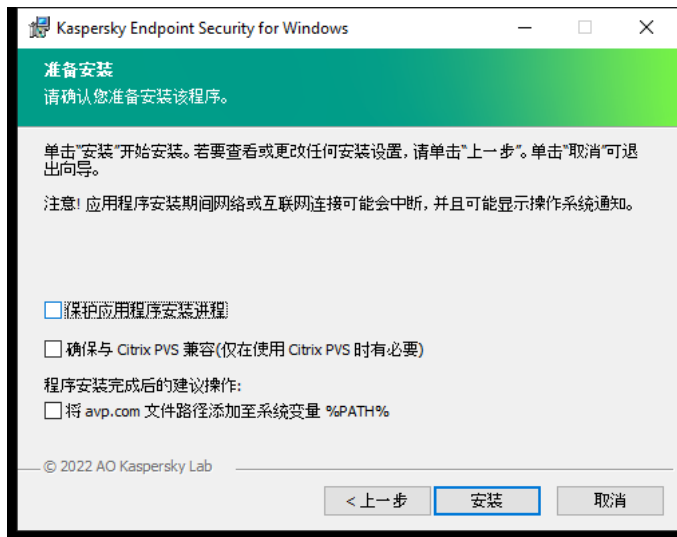 Kaspersky Endpoint Security for Windows
准备安装
请确认您准备安装该程序。
单击"安装"开始安装。若要查看或更改任何安装设置，请单击"上一步"。单击"取消"可退
出向导。
注意! 应用程序安装期间网络或互联网连接可能会中断，并且可能显示操作系统通知。
保护应用程序安装进程
确保与 Citrix PVS 兼容(仅在使用 Citrix PVS 时有必要)
程序安装完成后的建议操作:
将 avp.com 文件路径添加至系统变量 %PATH%
© 2022 AO Kaspersky Lab
< 上一步 安装 取消